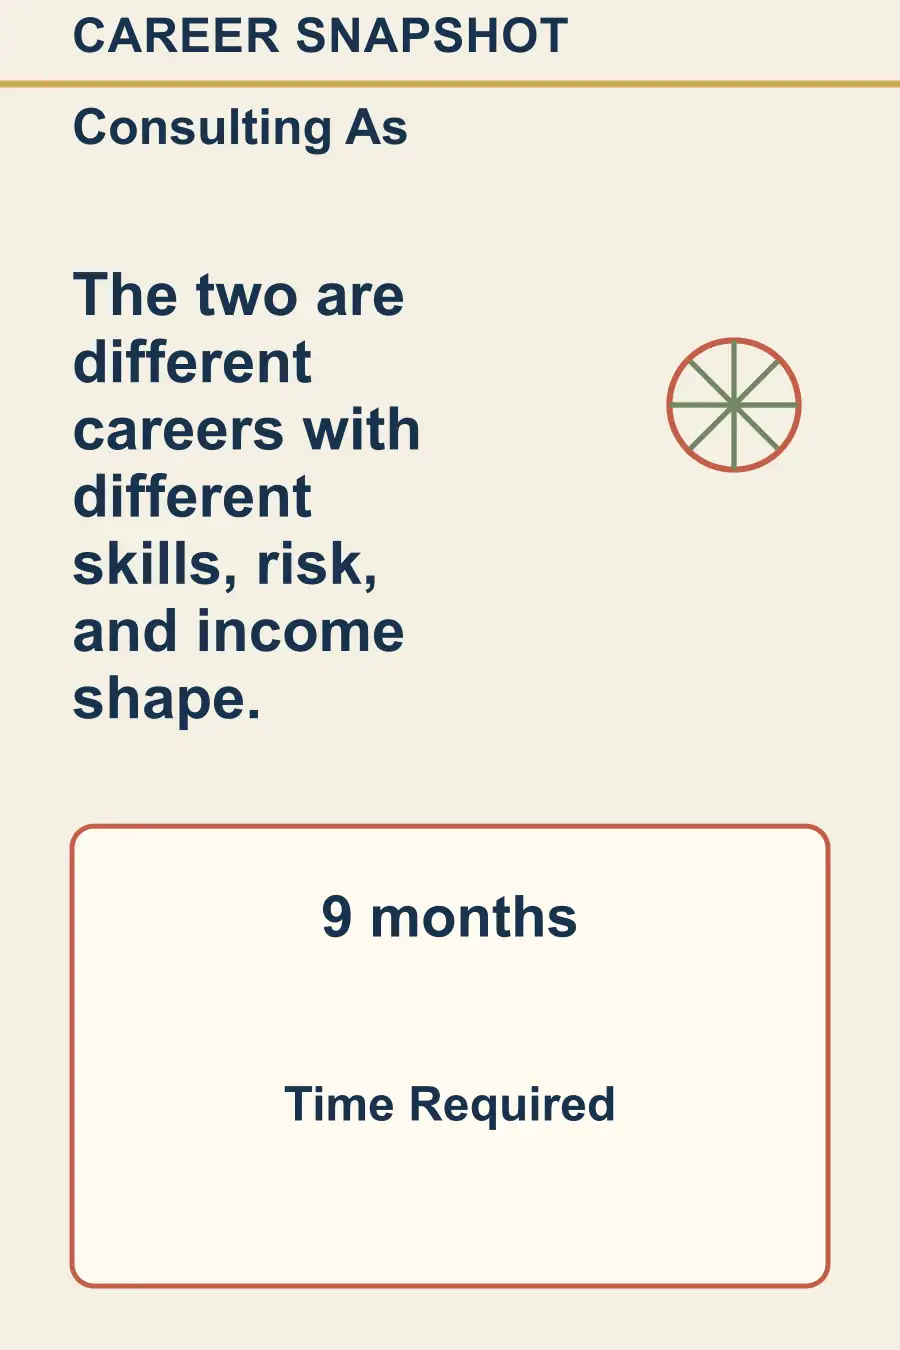 CAREER SNAPSHOT
Consulting As
The two are
different
careers with
different
skills, risk,
and income
shape.
9 months
Time Required